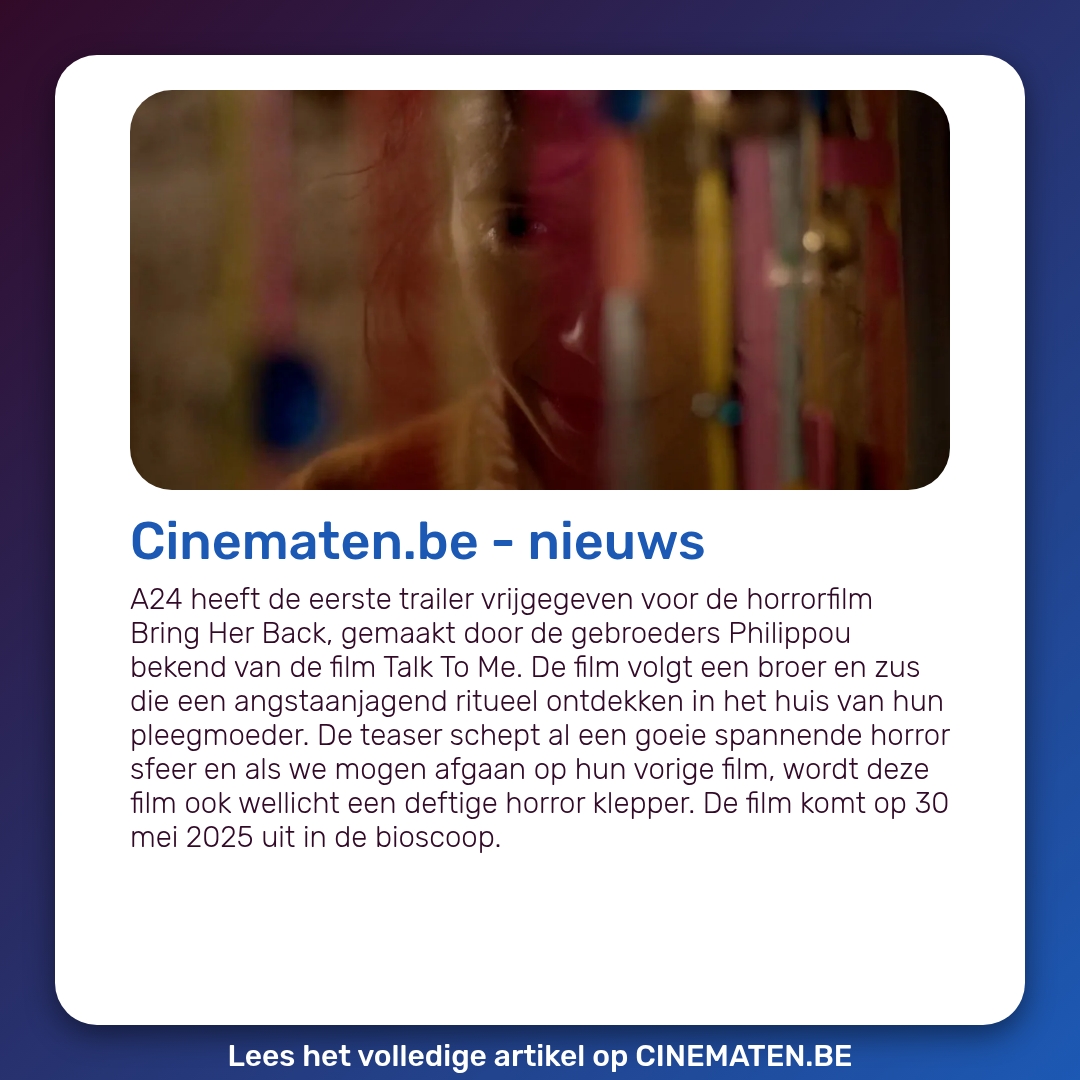 Cinematen.be - nieuws
A24 heeft de eerste trailer vrijgegeven voor de horrorfilm
Bring Her Back, gemaakt door de gebroeders Philippou
bekend van de film Talk To Me. De film volgt een broer en zus
die een angstaanjagend ritueel ontdekken in het huis van hun
pleegmoeder. De teaser schept al een goeie spannende horror
sfeer en als we mogen afgaan op hun vorige film, wordt deze
film ook wellicht een deftige horror klepper. De film komt op 30
mei 2025 uit in de bioscoop.
Lees het volledige artikel op CINEMATEN.BE